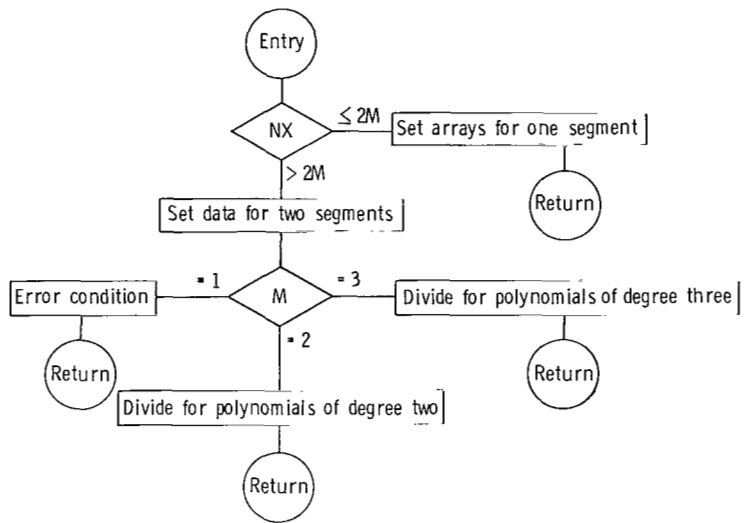 Entry
NX
≤ 2M
Set arrays for one segment
> 2M
Return
Set data for two segments
= 1
= 3
Error condition
M
Divide for polynomials of degree three
= 2
Return
Return
Divide for polynomials of degree two
Return